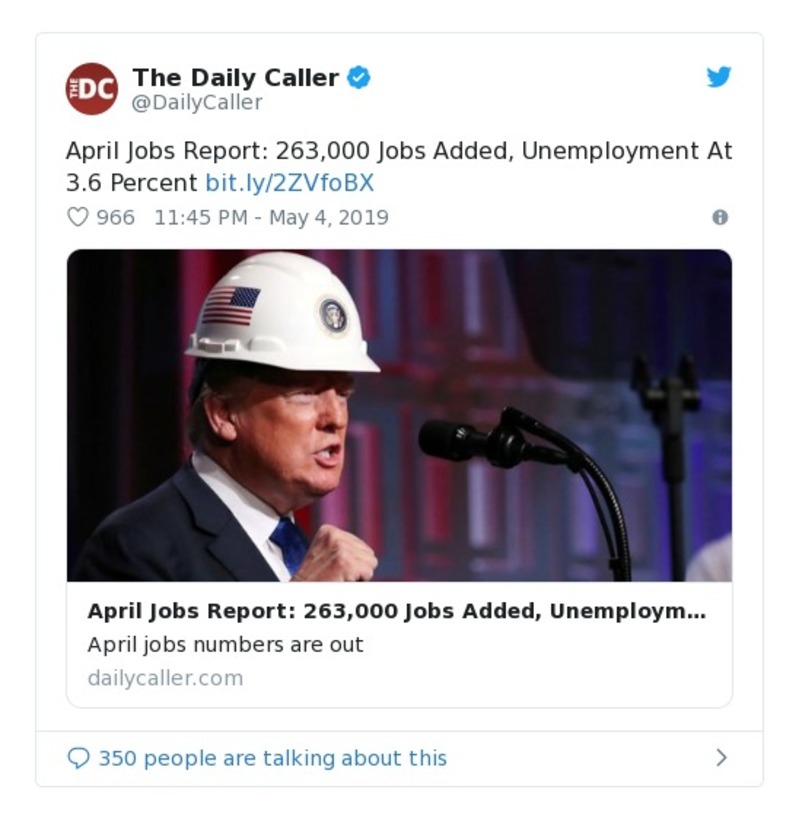 THE DC
The Daily Caller
@DailyCaller
April Jobs Report: 263,000 Jobs Added, Unemployment At
3.6 Percent bit.ly/2ZVfoBX
966 11:45 PM - May 4, 2019
April Jobs Report: 263,000 Jobs Added, Unemploym...
April jobs numbers are out
dailycaller.com
350 people are talking about this